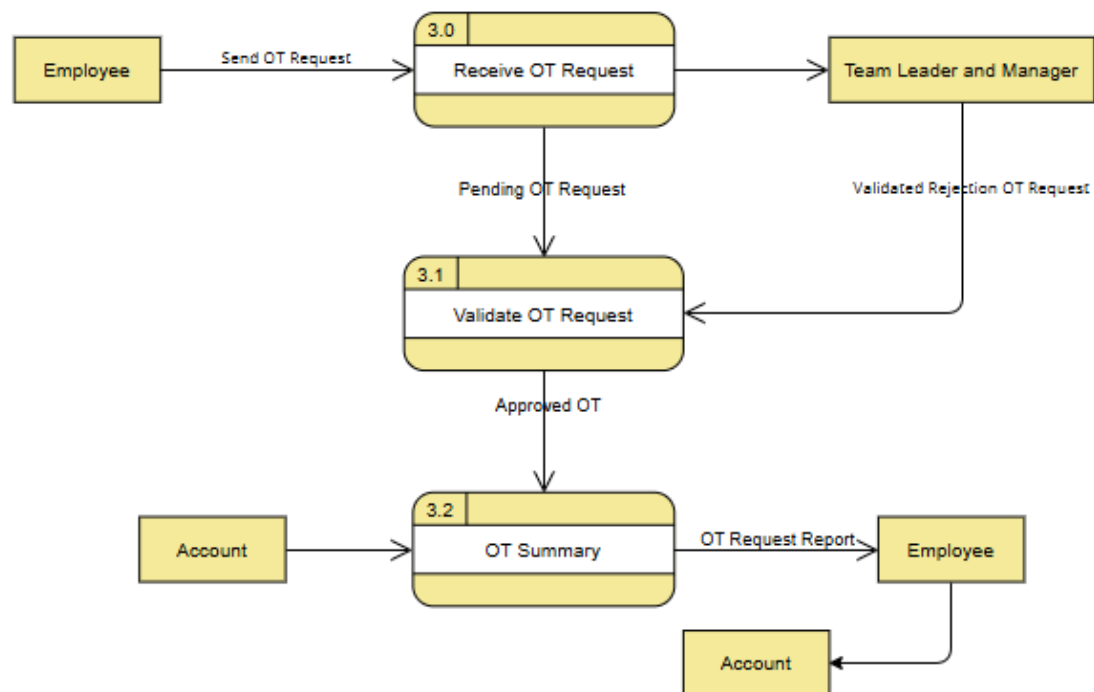 3.0
Employee
Send OT Request
Receive OT Request
Team Leader and Manager
Pending OT Request
Validated Rejection OT Request
3.1
Validate OT Request
Approved OT
3.2
Account
OT Summary
OT Request Report
Employee
Account